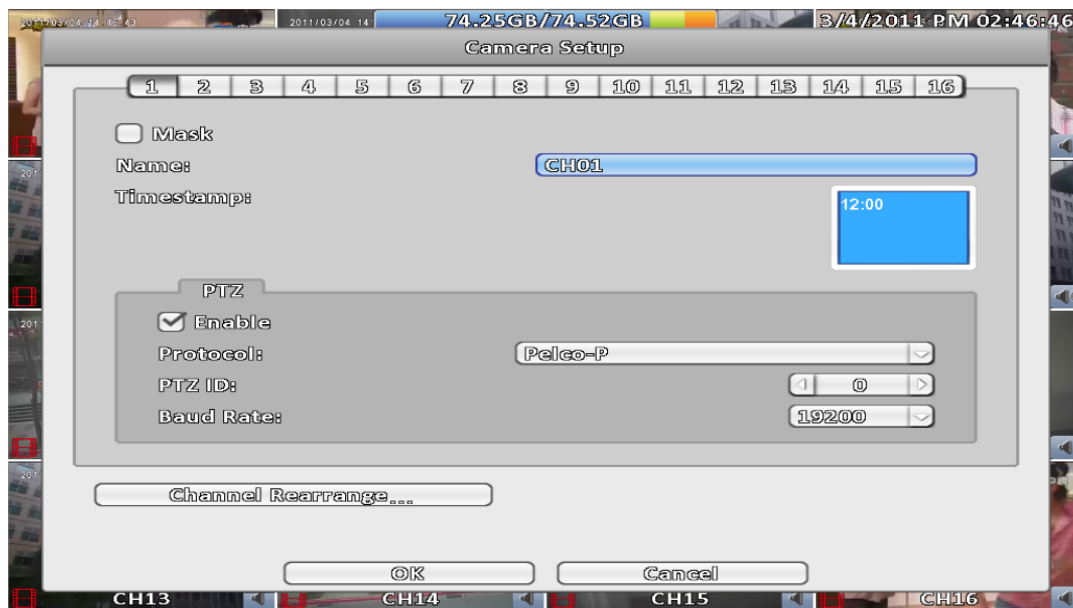 2011/03/04 14:46:43
2011/03/04 14
74.25GB/74.52GB
3/4/2011 PM 02:46:46
Camera Setup
1 2 3 4 5 6 7 8 9 10 11 12 13 14 15 16
Mask
Name: CH01
Timestamp:
12:00
PTZ
Enable
Protocol: Pelco-P
PTZ ID: 0
Baud Rate: 19200
Channel Rearrange...
OK Cancel
CH13 CH14 CH15 CH16